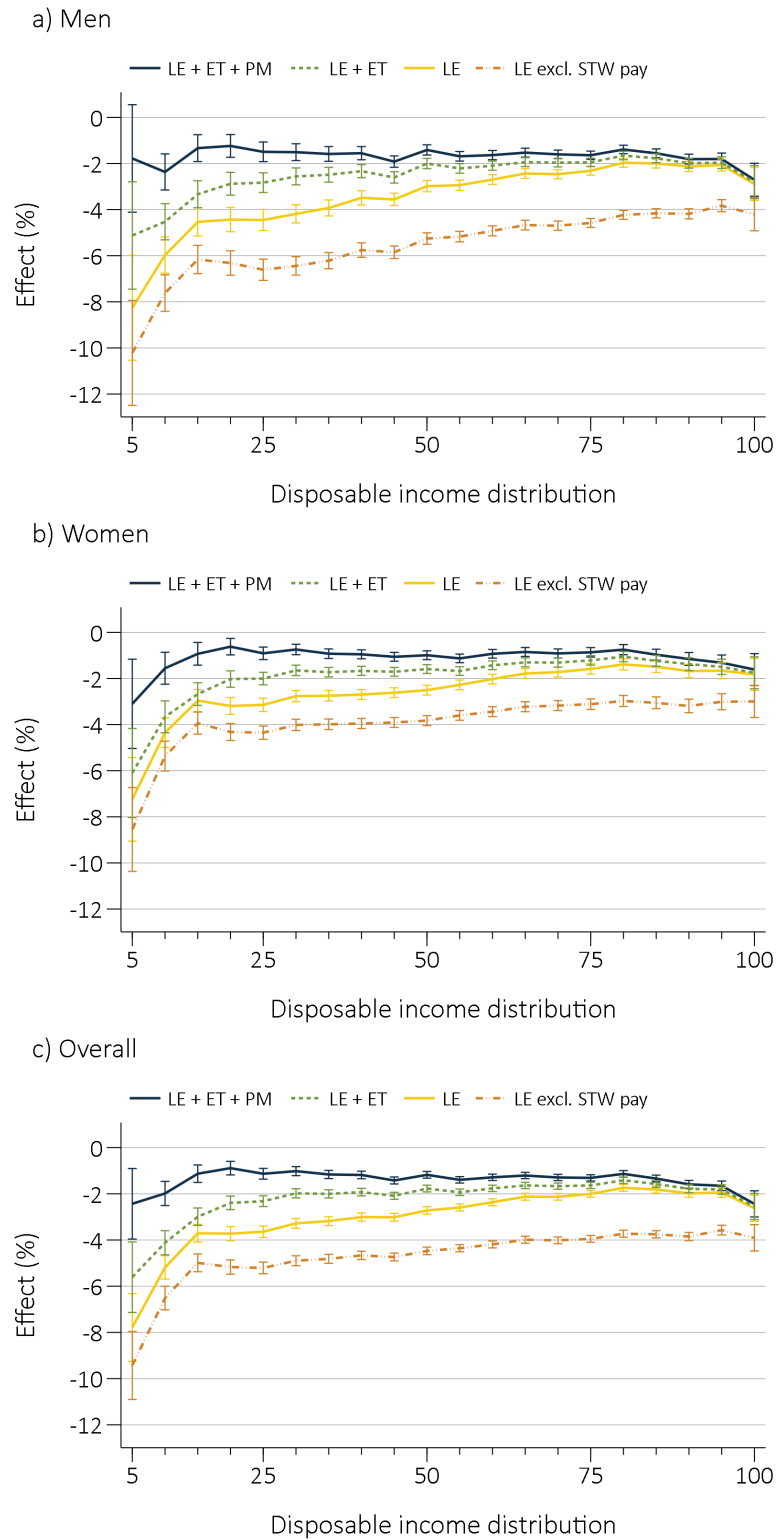 a) Men
LE + ET + PM LE + ET LE LE excl. STW pay
0
-2
-4
-6
-8
-10
-12
Effect (%)
5 25 50 75 100
Disposable income distribution
b) Women
LE + ET + PM LE + ET LE LE excl. STW pay
0
-2
-4
-6
-8
-10
-12
Effect (%)
5 25 50 75 100
Disposable income distribution
c) Overall
LE + ET + PM LE + ET LE LE excl. STW pay
0
-2
-4
-6
-8
-10
-12
Effect (%)
5 25 50 75 100
Disposable income distribution